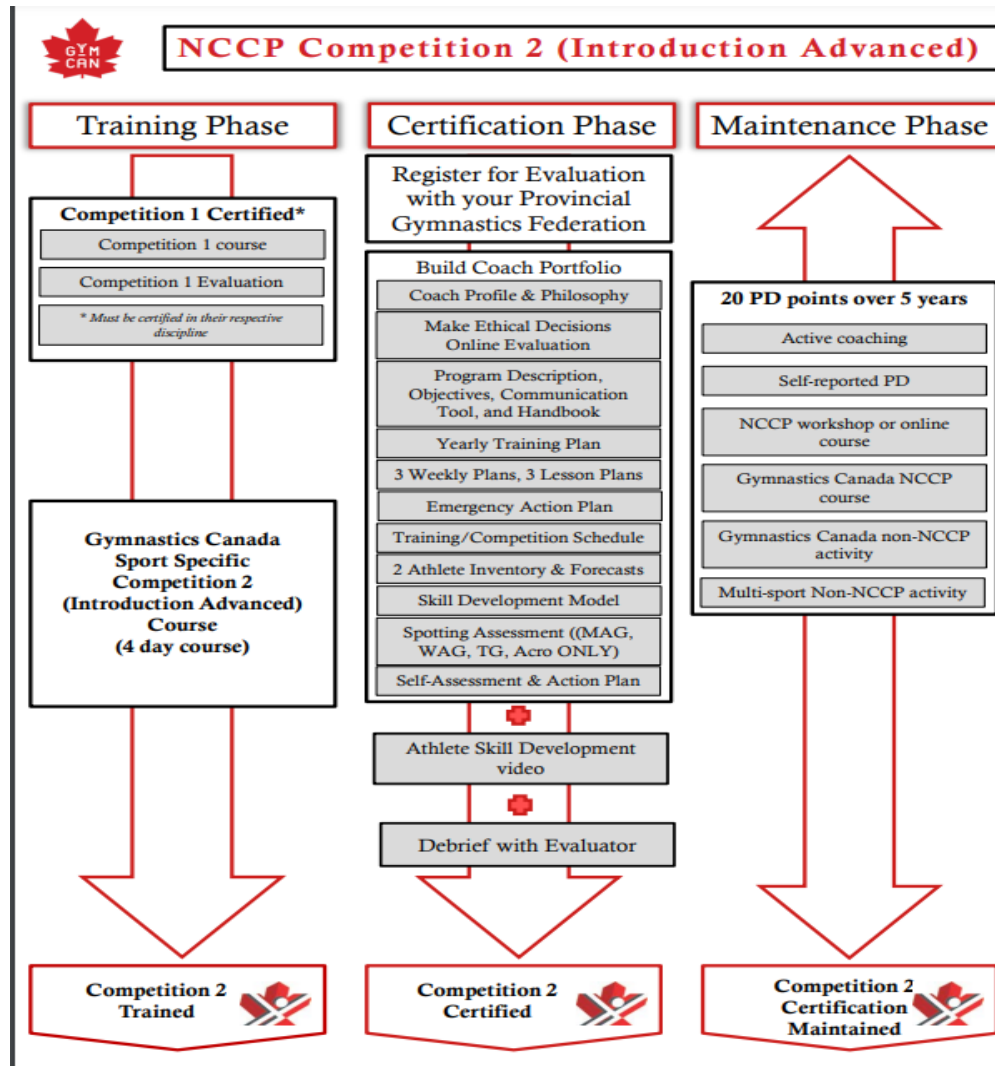 GYM
CAN
NCCP Competition 2 (Introduction Advanced)
Training Phase
Competition 1 Certified*
Competition 1 course
Competition 1 Evaluation
* Must be certified in their respective
discipline
Gymnastics Canada
Sport Specific
Competition 2
(Introduction Advanced)
Course
(4 day course)
Competition 2
Trained
Certification Phase
Register for Evaluation
with your Provincial
Gymnastics Federation
Build Coach Portfolio
Coach Profile & Philosophy
Make Ethical Decisions
Online Evaluation
Program Description,
Objectives, Communication
Tool, and Handbook
Yearly Training Plan
3 Weekly Plans, 3 Lesson Plans
Emergency Action Plan
Training/Competition Schedule
2 Athlete Inventory & Forecasts
Skill Development Model
Spotting Assessment ((MAG,
WAG, TG, Acro ONLY)
Self-Assessment & Action Plan
Athlete Skill Development
video
Debrief with Evaluator
Competition 2
Certified
Maintenance Phase
20 PD points over 5 years
Active coaching
Self-reported PD
NCCP workshop or online
course
Gymnastics Canada NCCP
course
Gymnastics Canada non-NCCP
activity
Multi-sport Non-NCCP activity
Competition 2
Certification
Maintained